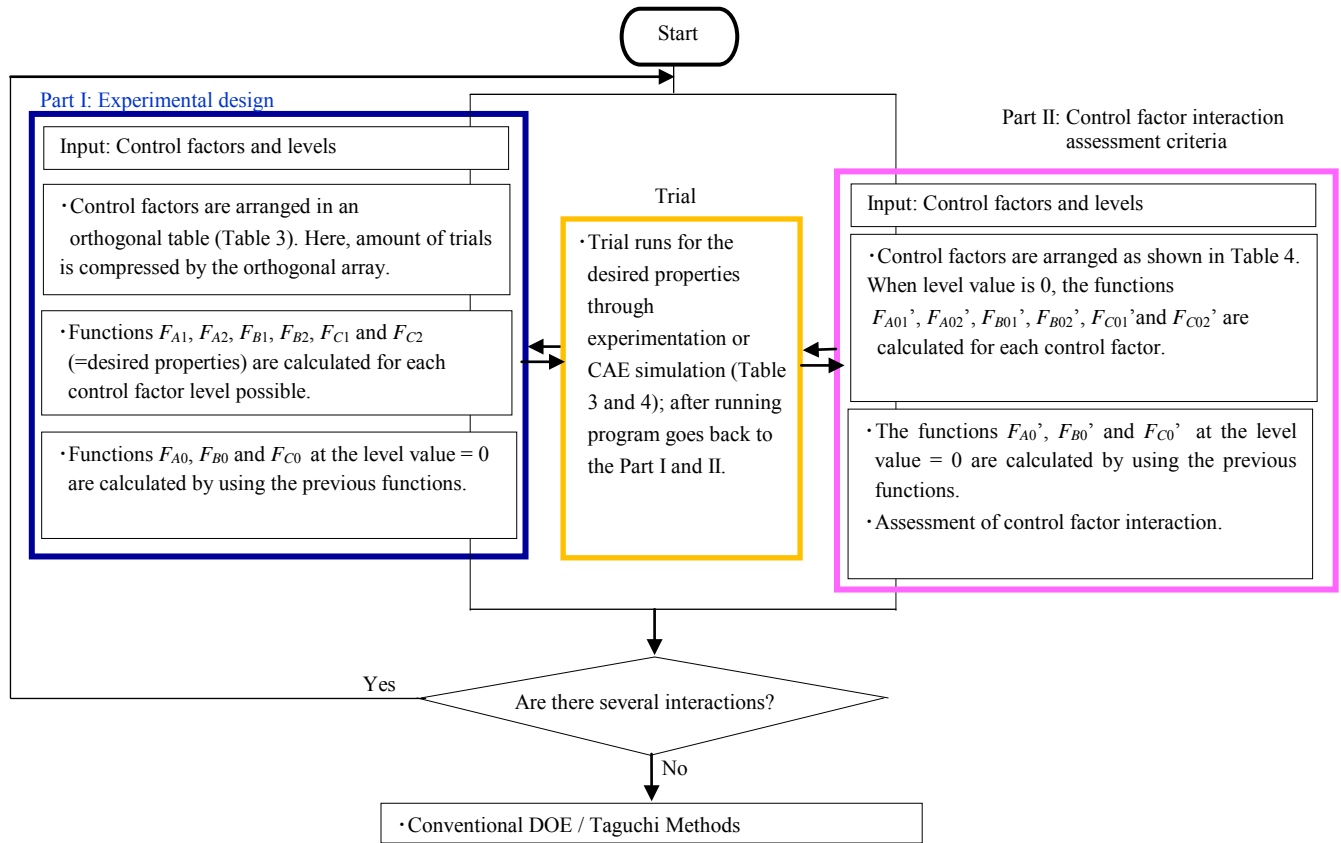 Start
Part I: Experimental design
Input: Control factors and levels
・Control factors are arranged in an
orthogonal table (Table 3). Here, amount of trials
is compressed by the orthogonal array.
・Functions FA1, FA2, FB1, FB2, FC1 and FC2
(=desired properties) are calculated for each
control factor level possible.
・Functions FA0, FB0 and FC0 at the level value = 0
are calculated by using the previous functions.
Trial
・Trial runs for the
desired properties
through
experimentation or
CAE simulation (Table
3 and 4); after running
program goes back to
the Part I and II.
Part II: Control factor interaction
assessment criteria
Input: Control factors and levels
・Control factors are arranged as shown in Table 4.
When level value is 0, the functions
FA01’, FA02’, FB01’, FB02’, FC01’and FC02’ are
calculated for each control factor.
・The functions FA0’, FB0’ and FC0’ at the level
value = 0 are calculated by using the previous
functions.
・Assessment of control factor interaction.
Yes
Are there several interactions?
No
・Conventional DOE / Taguchi Methods